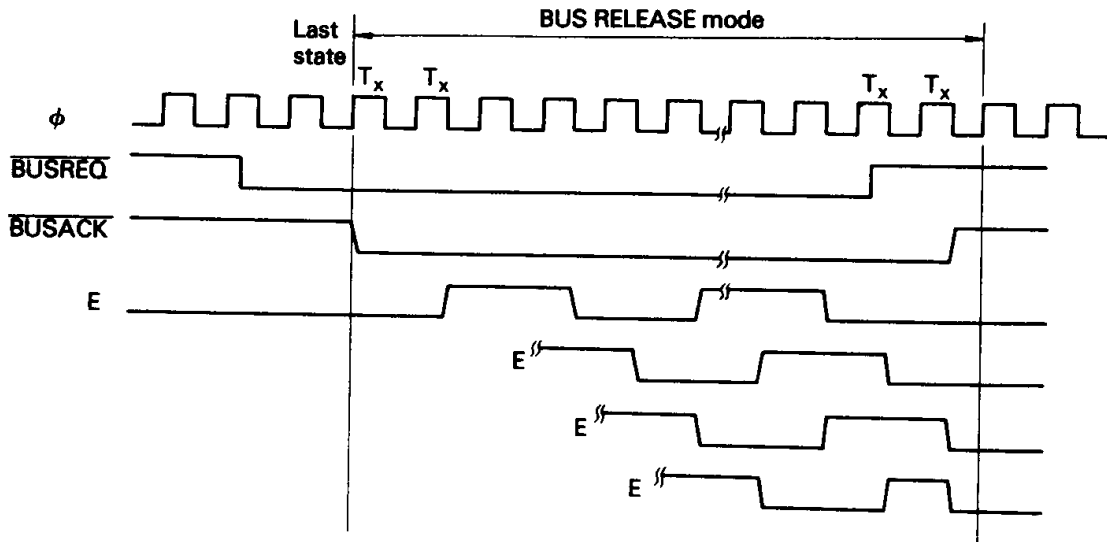 BUS RELEASE mode
Last
state
Tx Tx Tx Tx
φ
BUSREQ
BUSACK
E
E
E
E